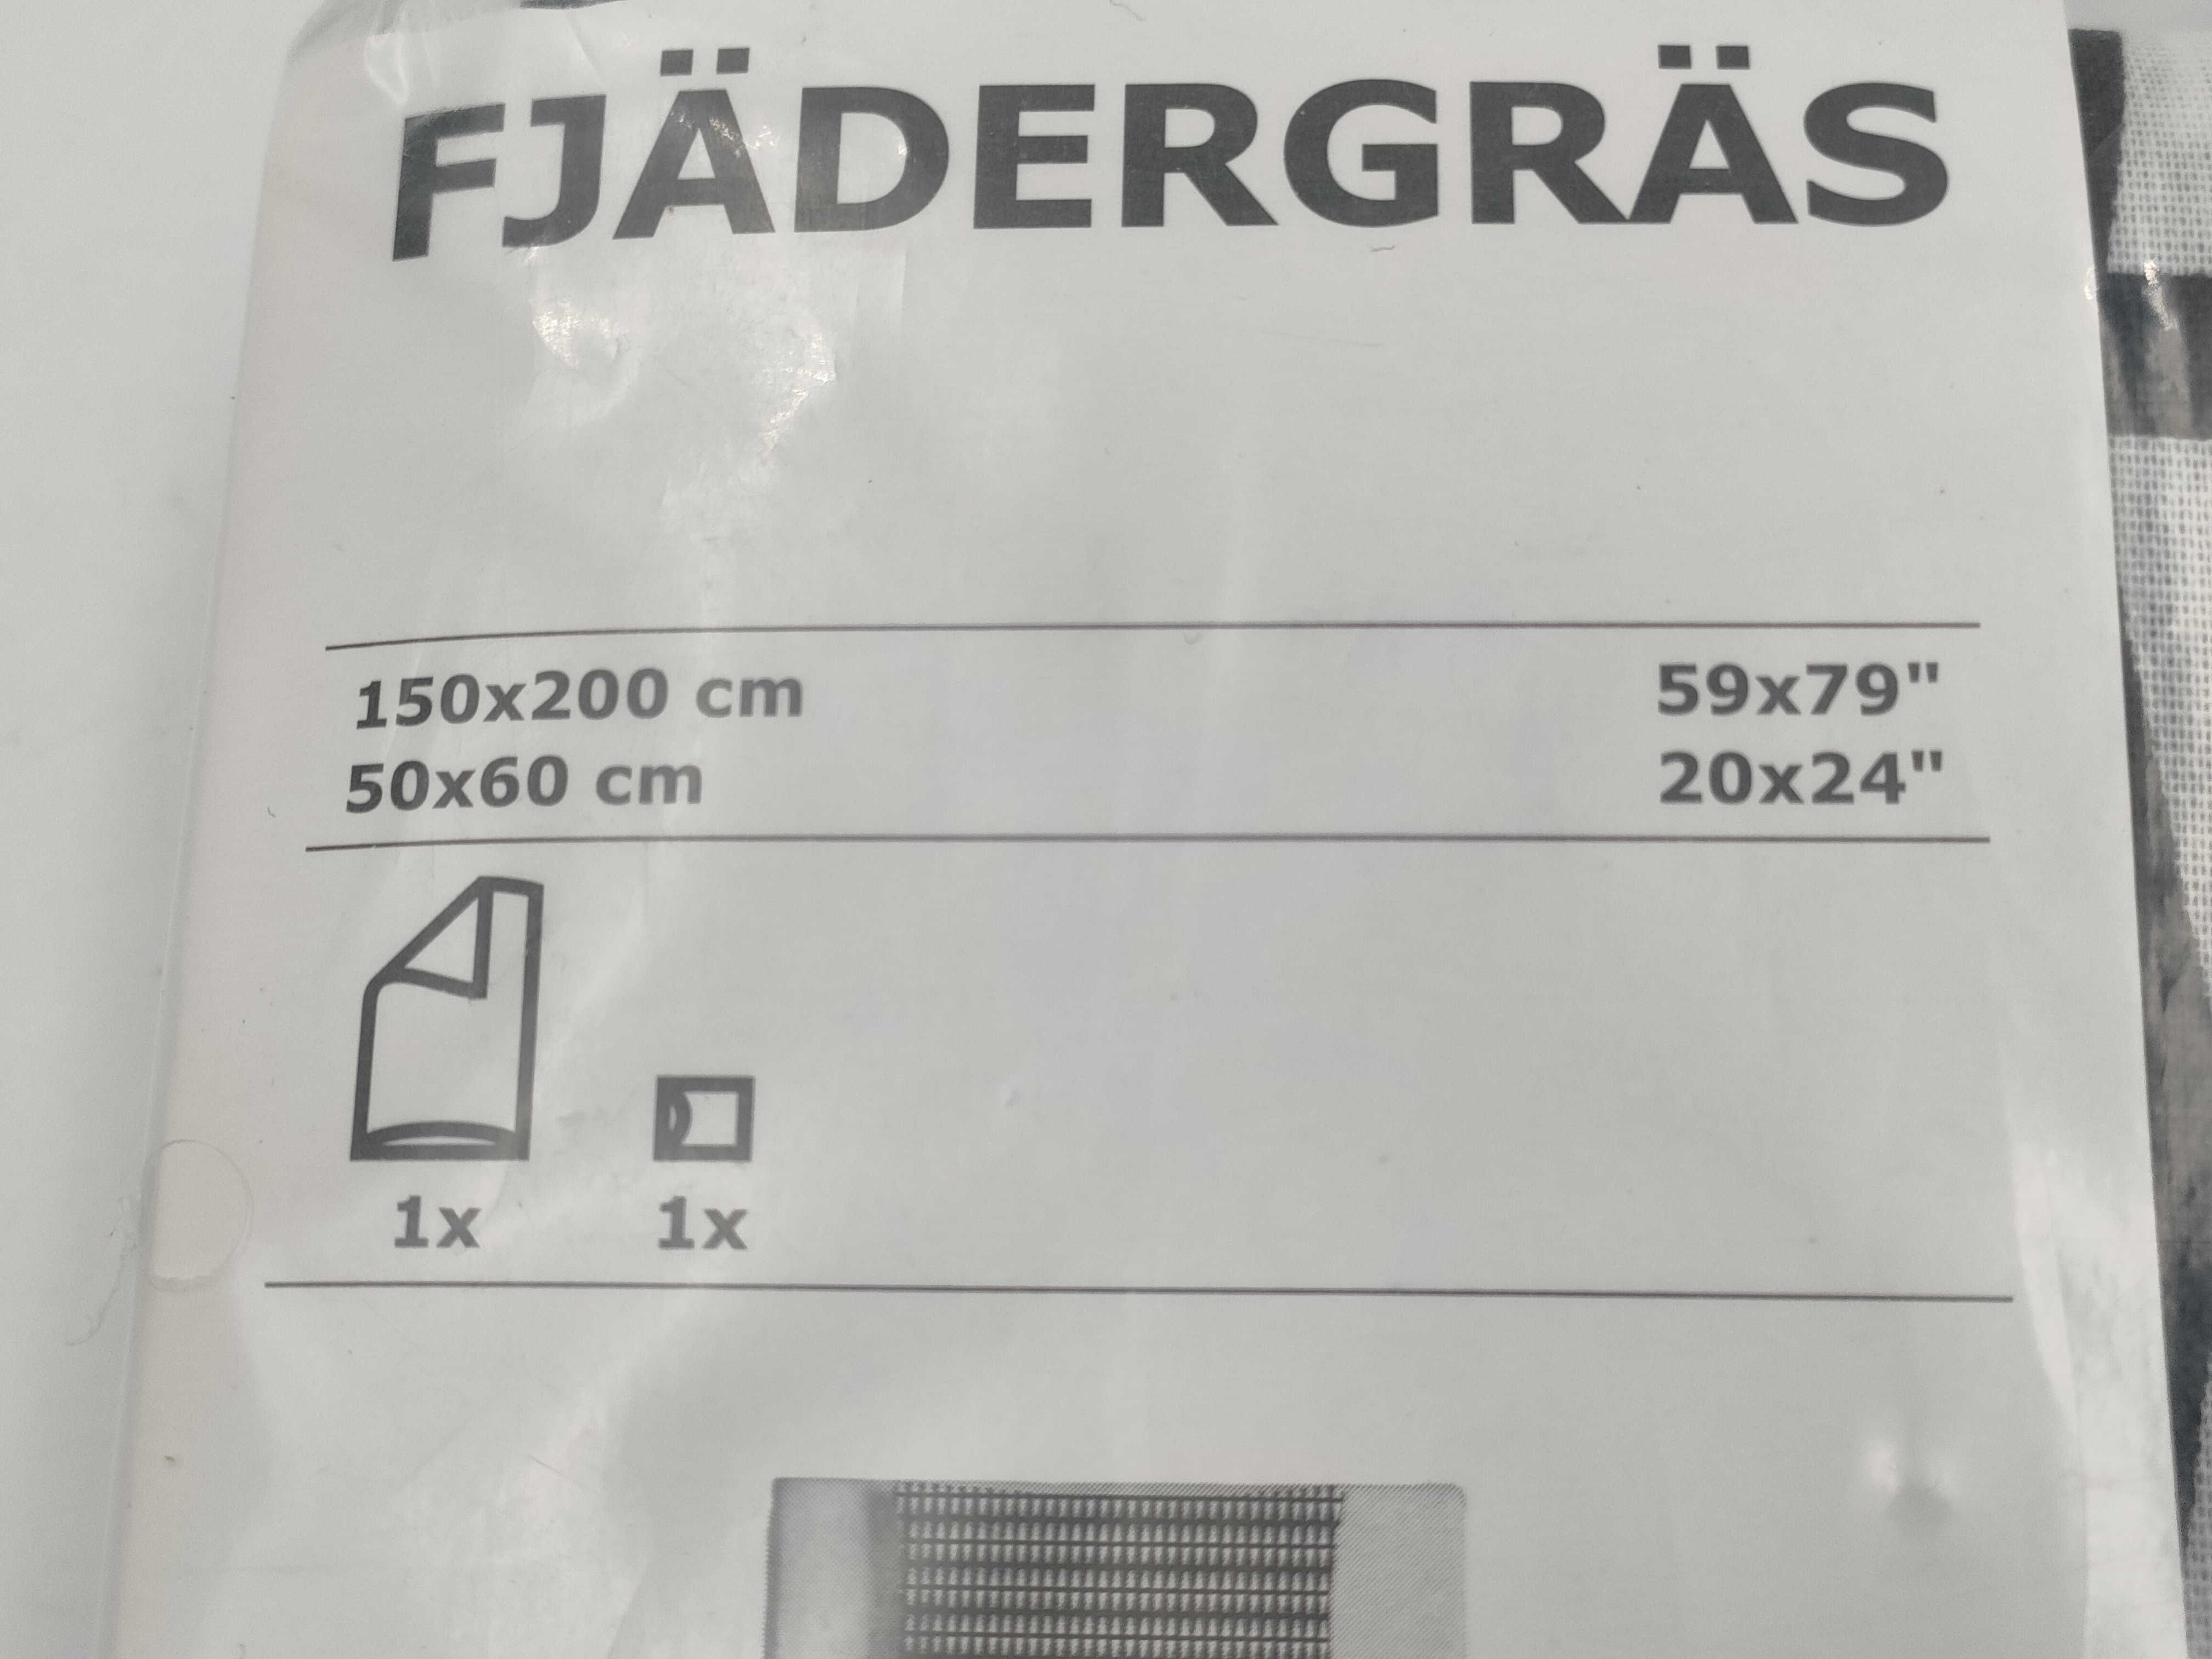 FJÄDERGRÄS
150x200 cm 59x79"
50x60 cm 20x24"
1x 1x